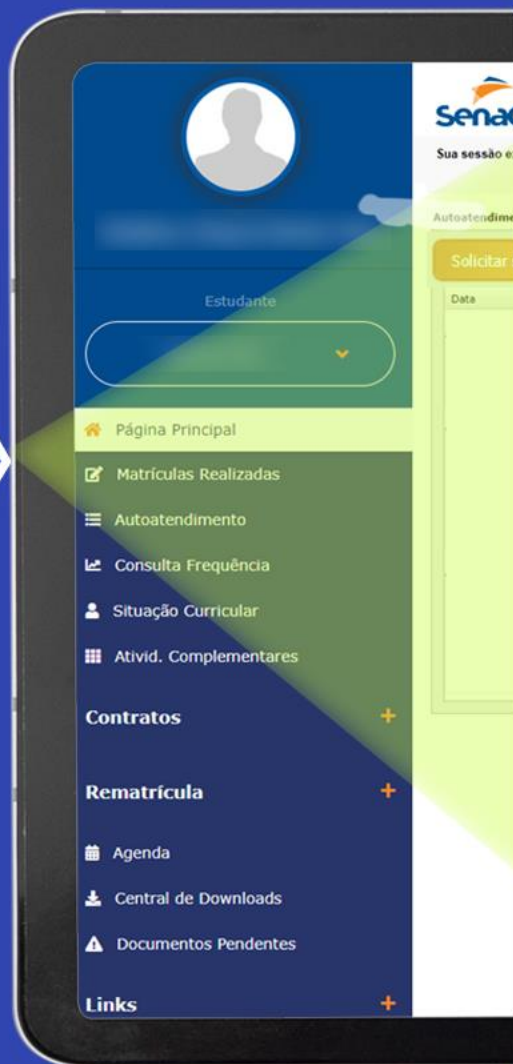 Estudante
Página Principal
Matrículas Realizadas
Autoatendimento
Consulta Frequência
Situação Curricular
Ativid. Complementares
Contratos
Rematrícula
Agenda
Central de Downloads
Documentos Pendentes
Links
Senac
Sua sessão e
Autoatendime
Solicitar
Data